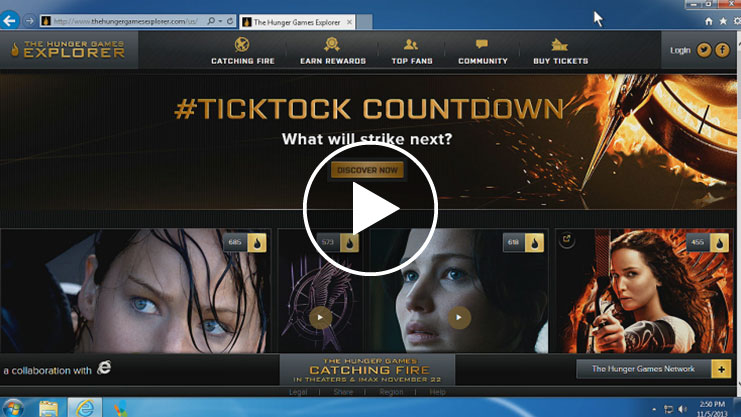 http://www.thehungergamesexplorer.com/us/
The Hunger Games Explorer
THE HUNGER GAMES
EXPLORER
CATCHING FIRE
EARN REWARDS
TOP FANS
COMMUNITY
BUY TICKETS
Login
#TICKTOCK COUNTDOWN
What will strike next?
DISCOVER NOW
685
573
618
455
a collaboration with
THE HUNGER GAMES
CATCHING FIRE
IN THEATERS & IMAX NOVEMBER 22
The Hunger Games Network
Legal | Share | Region | Help
2:50 PM
11/5/2013